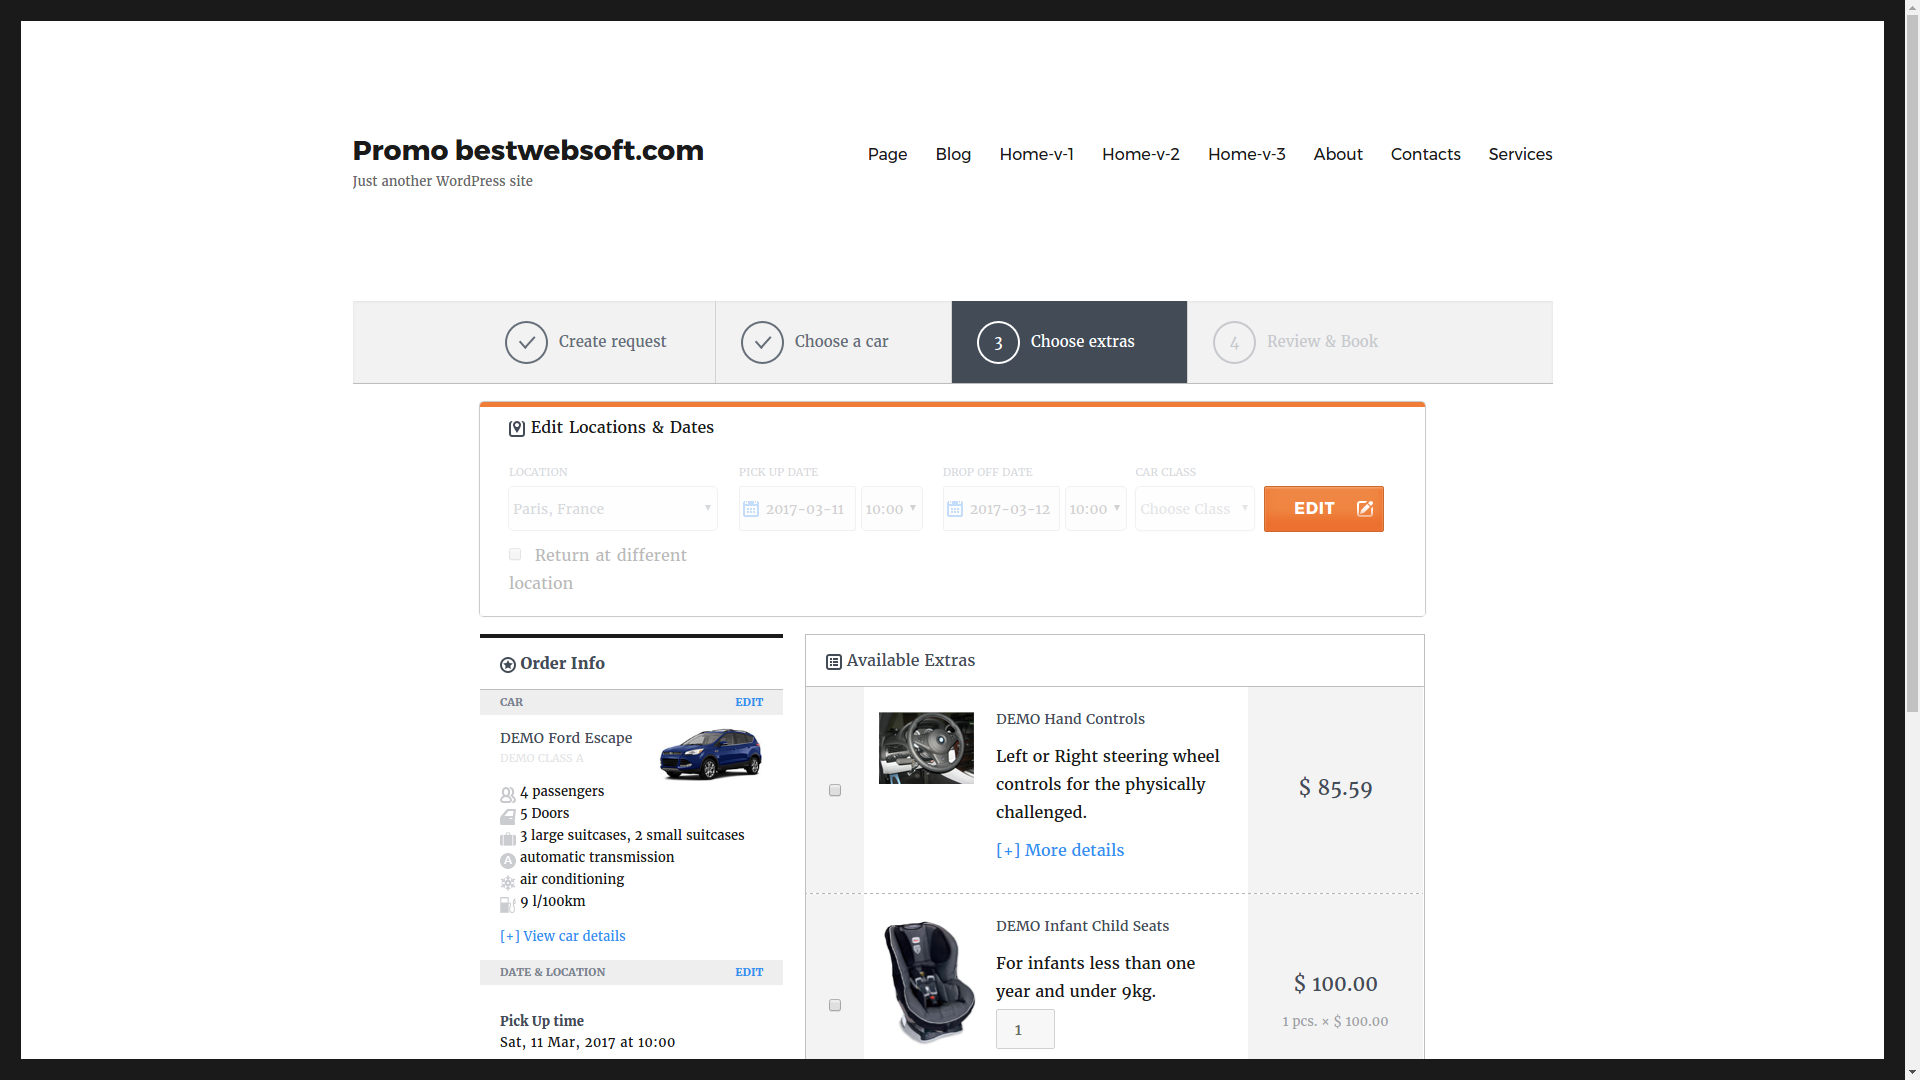 Promo bestwebsoft.com
Just another WordPress site
Page Blog Home-v-1 Home-v-2 Home-v-3 About Contacts Services
Create request
Choose a car
3 Choose extras
4 Review & Book
Edit Locations & Dates
LOCATION PICK UP DATE DROP OFF DATE CAR CLASS
Paris, France 2017-03-11 10:00 2017-03-12 10:00 Choose Class EDIT
Return at different
location
Order Info
CAR EDIT
DEMO Ford Escape
DEMO CLASS A
4 passengers
5 Doors
3 large suitcases, 2 small suitcases
A automatic transmission
air conditioning
9 l/100km
[+] View car details
DATE & LOCATION EDIT
Pick Up time
Sat, 11 Mar, 2017 at 10:00
Available Extras
DEMO Hand Controls
Left or Right steering wheel
controls for the physically
challenged.
[+] More details
$ 85.59
DEMO Infant Child Seats
For infants less than one
year and under 9kg.
1
$ 100.00
1 pcs. × $ 100.00